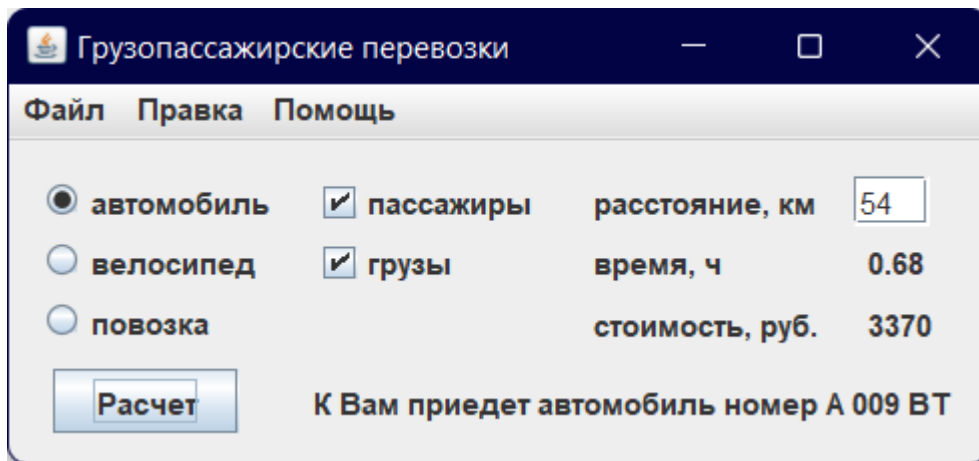 Грузопассажирские перевозки
Файл Правка Помощь
автомобиль пассажиры расстояние, км 54
велосипед грузы время, ч 0.68
повозка стоимость, руб. 3370
Расчет К Вам приедет автомобиль номер А 009 ВТ